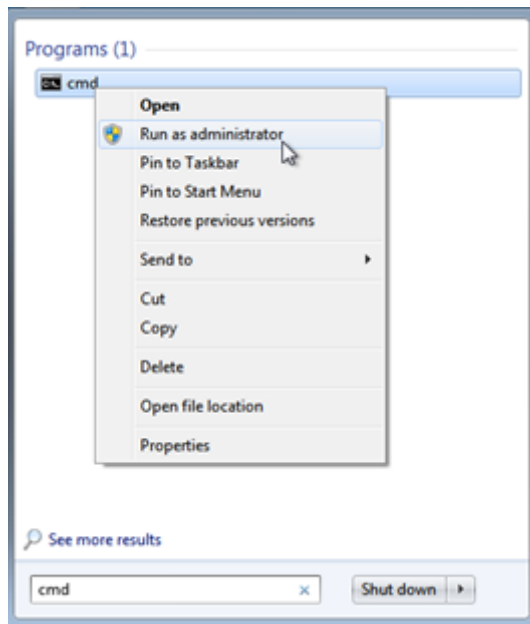 Programs (1)
cmd
Open
Run as administrator
Pin to Taskbar
Pin to Start Menu
Restore previous versions
Send to
Cut
Copy
Delete
Open file location
Properties
See more results
cmd
Shut down